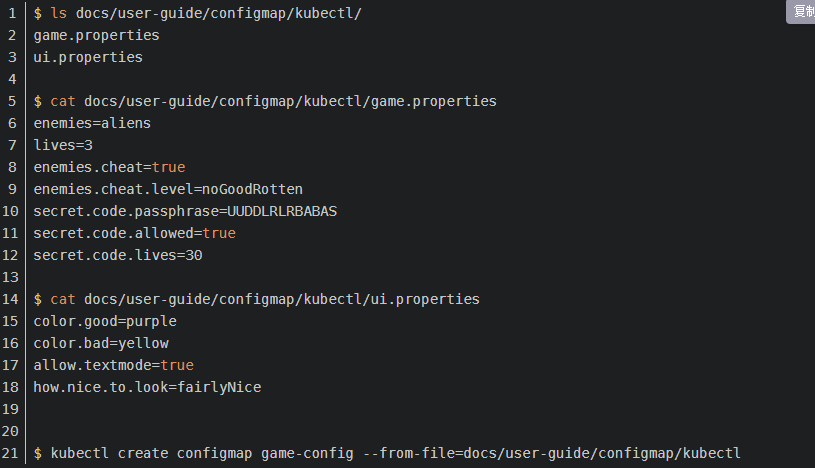 复制
1 $ ls docs/user-guide/configmap/kubectl/
2 game.properties
3 ui.properties
4
5 $ cat docs/user-guide/configmap/kubectl/game.properties
6 enemies=aliens
7 lives=3
8 enemies.cheat=true
9 enemies.cheat.level=noGoodRotten
10 secret.code.passphrase=UUDDLRLRBABAS
11 secret.code.allowed=true
12 secret.code.lives=30
13
14 $ cat docs/user-guide/configmap/kubectl/ui.properties
15 color.good=purple
16 color.bad=yellow
17 allow.textmode=true
18 how.nice.to.look=fairlyNice
19
20
21 $ kubectl create configmap game-config --from-file=docs/user-guide/configmap/kubectl